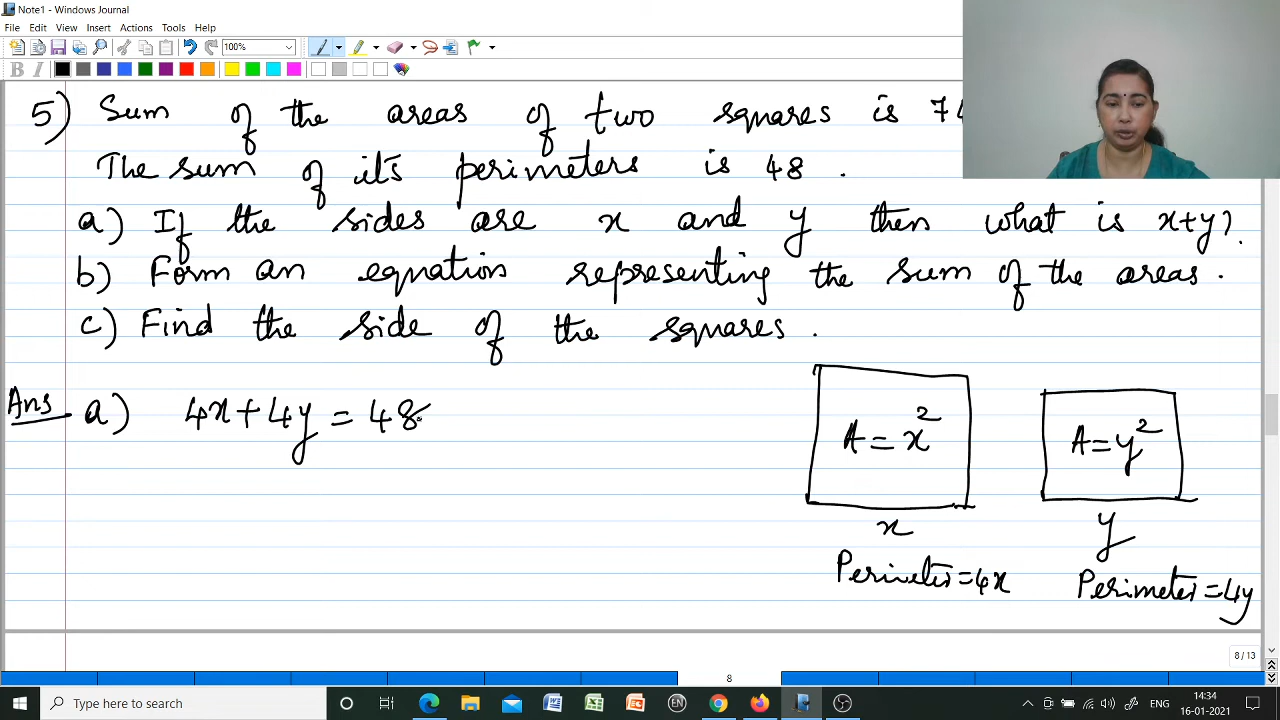 Note1 - Windows Journal
File Edit View Insert Actions Tools Help
100%
B I
5) Sum of the areas of two squares is 74
The sum of it's perimeters is 48 .
a) If the sides are x and y then what is x+y?.
b) Form an equation representing the sum of the areas .
c) Find the side of the squares .
Ans a) 4x+4y = 48
A = x²
A = y²
x
y
Perimeter = 4x
Perimeter = 4y
8 / 13
8
Type here to search
EN
ENG
14:34
16-01-2021